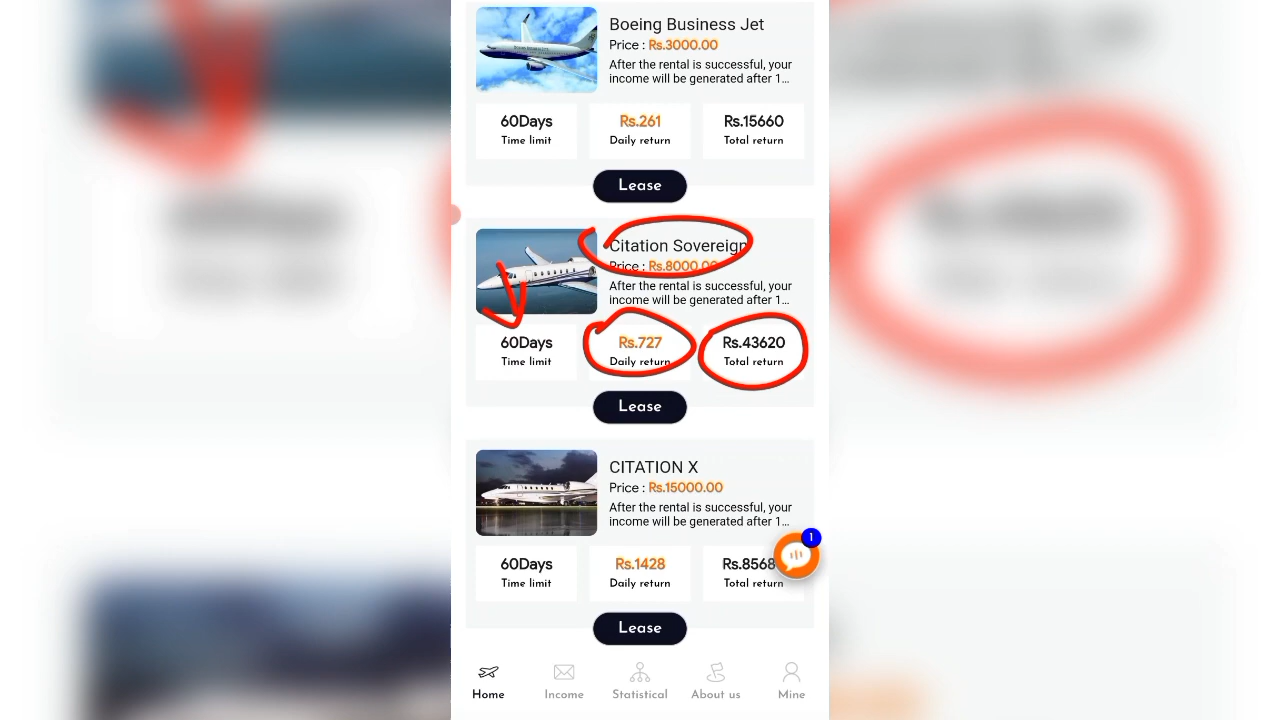 Boeing Business Jet
Price : Rs.3000.00
After the rental is successful, your
income will be generated after 1...
60Days
Rs.261
Rs.15660
Time limit
Daily return
Total return
Lease
Citation Sovereign
Price : Rs.8000.00
After the rental is successful, your
income will be generated after 1...
60Days
Rs.727
Rs.43620
Time limit
Daily return
Total return
Lease
CITATION X
Price : Rs.15000.00
After the rental is successful, your
income will be generated after 1...
1
60Days
Rs.1428
Rs.8568
Time limit
Daily return
Total return
Lease
Home
Income
Statistical
About us
Mine